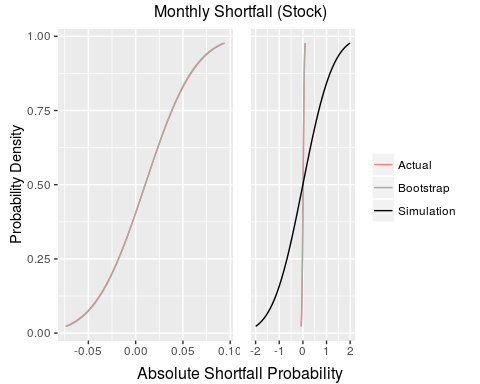 Monthly Shortfall (Stock)
Probability Density
1.00
0.75
0.50
0.25
0.00
-0.05 0.00 0.05 0.10
-2 -1 0 1 2
Absolute Shortfall Probability
Actual
Bootstrap
Simulation